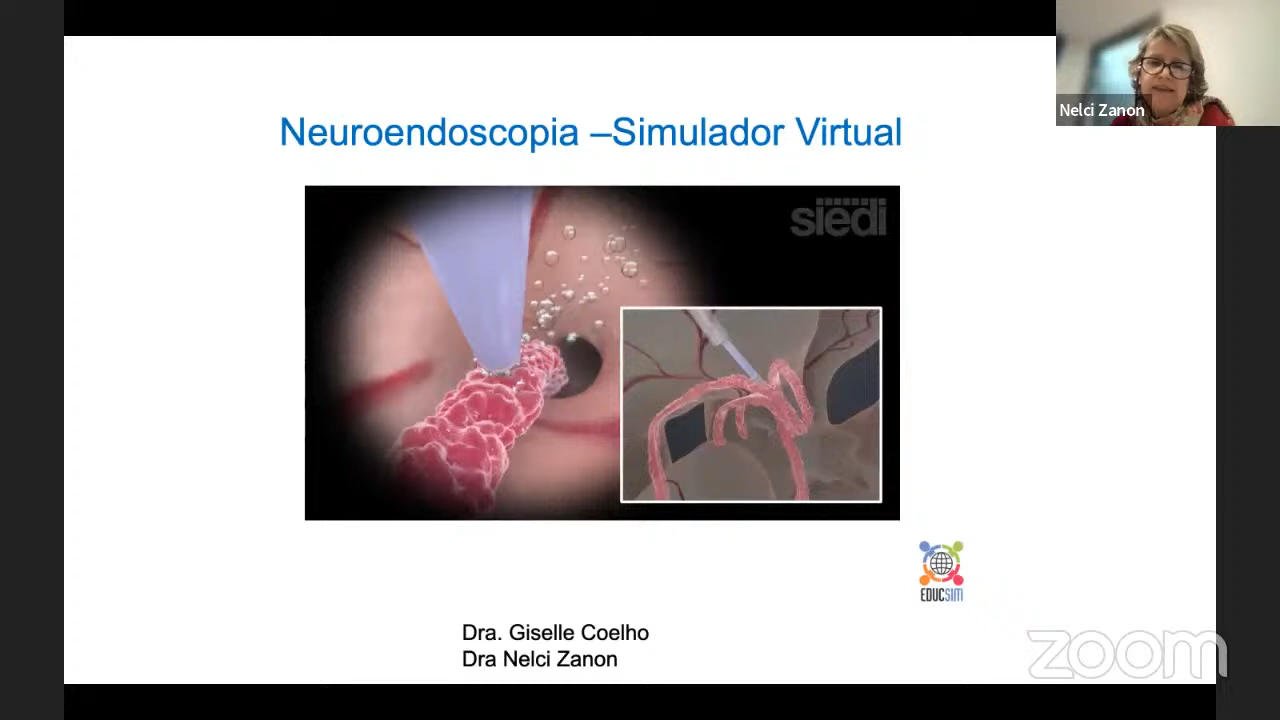 Nelci Zanon
Neuroendoscopia –Simulador Virtual
siedi
EDUCSIM
Dra. Giselle Coelho
Dra Nelci Zanon
zoom